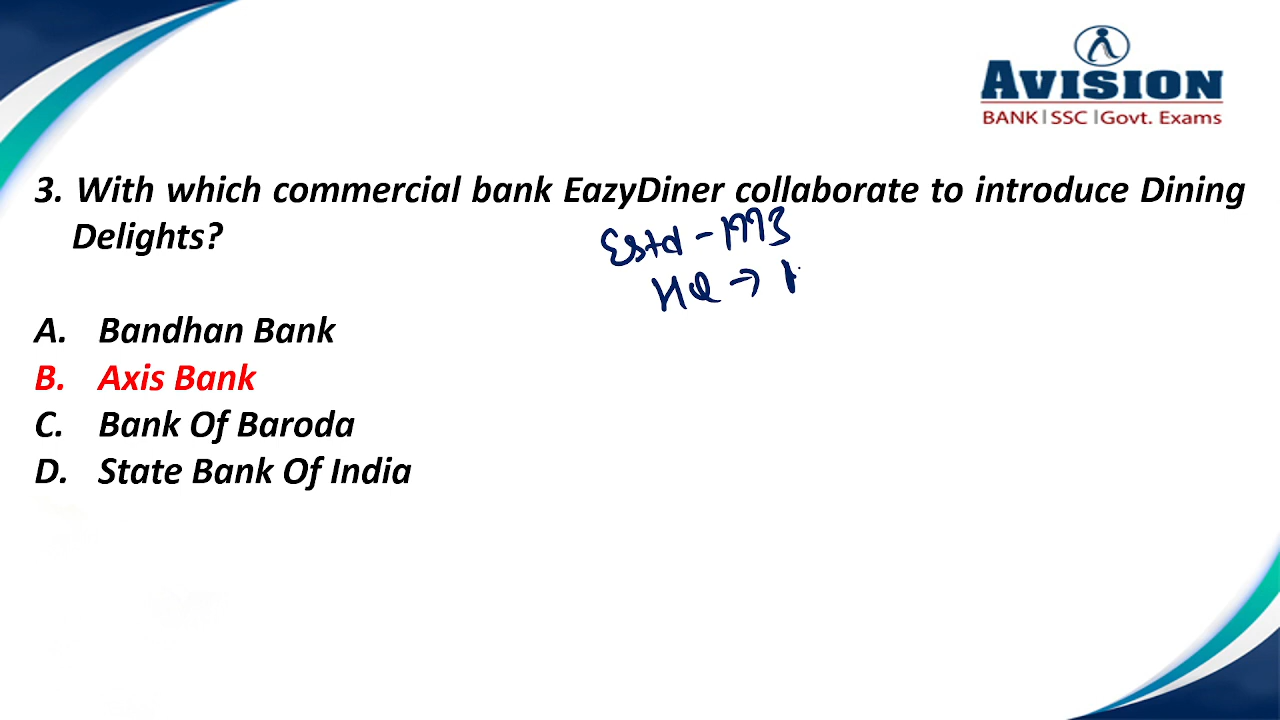 AVISION
BANK | SSC | Govt. Exams
3. With which commercial bank EazyDiner collaborate to introduce Dining
Delights?
Estd - 1993
HQ →
A. Bandhan Bank
B. Axis Bank
C. Bank Of Baroda
D. State Bank Of India